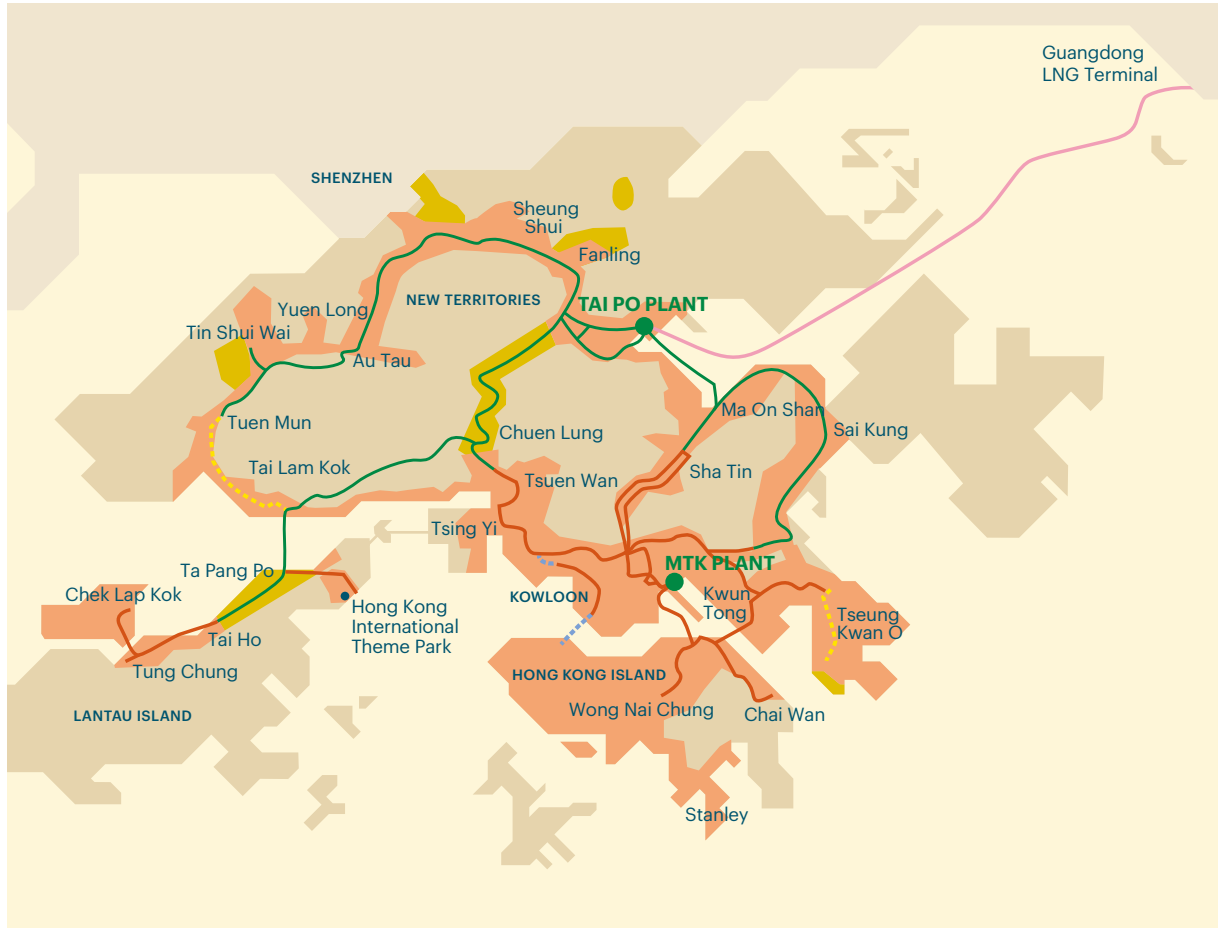 Guangdong
LNG Terminal
SHENZHEN
Sheung
Shui
Fanling
NEW TERRITORIES
TAI PO PLANT
Yuen Long
Tin Shui Wai
Au Tau
Ma On Shan
Tuen Mun
Chuen Lung
Sai Kung
Tai Lam Kok
Tsuen Wan
Sha Tin
Tsing Yi
Ta Pang Po
MTK PLANT
Chek Lap Kok
KOWLOON
Kwun
Tong
Hong Kong
International
Theme Park
Tseung
Kwan O
Tai Ho
Tung Chung
HONG KONG ISLAND
LANTAU ISLAND
Wong Nai Chung
Chai Wan
Stanley